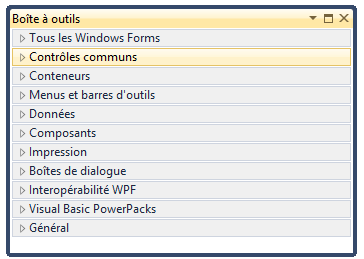 Boîte à outils
Tous les Windows Forms
Contrôles communs
Conteneurs
Menus et barres d'outils
Données
Composants
Impression
Boîtes de dialogue
Interopérabilité WPF
Visual Basic PowerPacks
Général